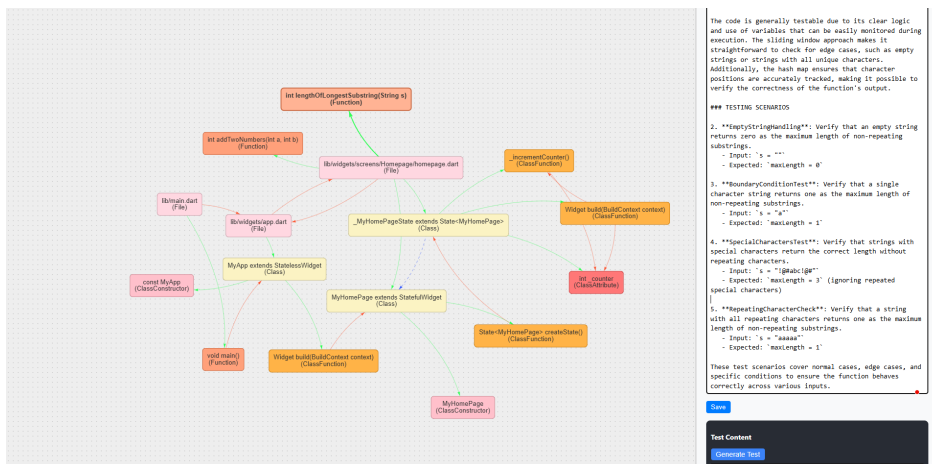 int lengthOfLongestSubstring(String s)
(Function)
int addTwoNumbers(int a, int b)
(Function)
lib/widgets/screens/Homepage/homepage.dart
(File)
_incrementCounter()
(ClassFunction)
lib/main.dart
(File)
lib/widgets/app.dart
(File)
_MyHomePageState extends State<MyHomePage>
(Class)
Widget build(BuildContext context)
(ClassFunction)
MyApp extends StatelessWidget
(Class)
const MyApp
(ClassConstructor)
int _counter
(ClassAttribute)
MyHomePage extends StatefulWidget
(Class)
State<MyHomePage> createState()
(ClassFunction)
void main()
(Function)
Widget build(BuildContext context)
(ClassFunction)
MyHomePage
(ClassConstructor)
The code is generally testable due to its clear logic
and use of variables that can be easily monitored during
execution. The sliding window approach makes it
straightforward to check for edge cases, such as empty
strings or strings with all unique characters.
Additionally, the hash map ensures that character
positions are accurately tracked, making it possible to
verify the correctness of the function's output.
### TESTING SCENARIOS
2. **EmptyStringHandling**: Verify that an empty string
returns zero as the maximum length of non-repeating
substrings.
- Input: `s = ""`
- Expected: `maxLength = 0`
3. **BoundaryConditionTest**: Verify that a single
character string returns one as the maximum length of
non-repeating substrings.
- Input: `s = "a"`
- Expected: `maxLength = 1`
4. **SpecialCharactersTest**: Verify that strings with
special characters return the correct length without
repeating characters.
- Input: `s = "!@#abc!@#"`
- Expected: `maxLength = 3` (ignoring repeated
special characters)
5. **RepeatingCharacterCheck**: Verify that a string
with all repeating characters returns one as the maximum
length of non-repeating substrings.
- Input: `s = "aaaaa"`
- Expected: `maxLength = 1`
These test scenarios cover normal cases, edge cases, and
specific conditions to ensure the function behaves
correctly across various inputs.
Save
Test Content
Generate Test